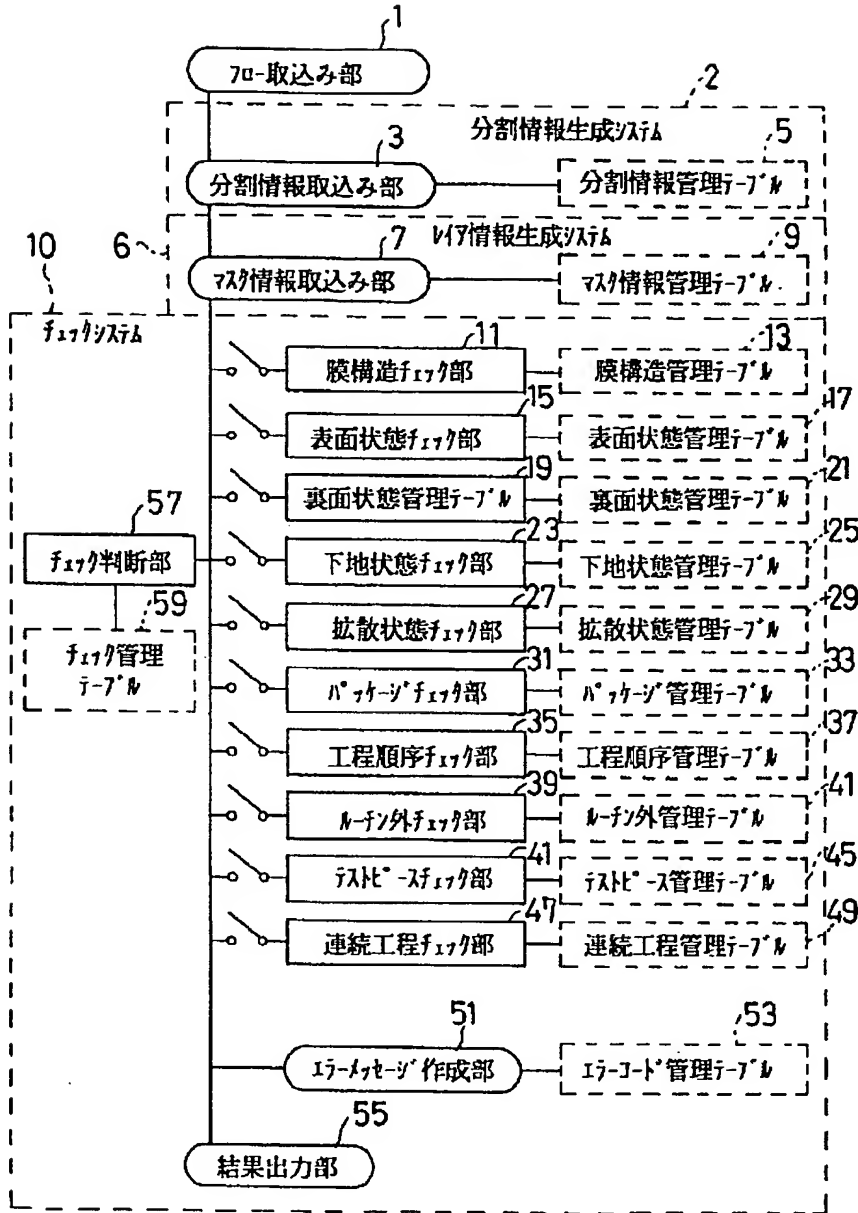 1
フロー取込み部
2
分割情報生成システム
3
5
分割情報取込み部
分割情報管理テーブル
6
7
レイア情報生成システム
9
マスク情報取込み部
マスク情報管理テーブル
10
チェックシステム
11
13
膜構造チェック部
膜構造管理テーブル
15
17
表面状態チェック部
表面状態管理テーブル
19
21
裏面状態管理テーブル
裏面状態管理テーブル
57
23
25
チェック判断部
下地状態チェック部
下地状態管理テーブル
59
27
29
チェック管理
テーブル
拡散状態チェック部
拡散状態管理テーブル
31
33
パッケージチェック部
パッケージ管理テーブル
35
37
工程順序チェック部
工程順序管理テーブル
39
41
ルーチン外チェック部
ルーチン外管理テーブル
41
45
テストピースチェック部
テストピース管理テーブル
47
49
連続工程チェック部
連続工程管理テーブル
51
53
エラーメッセージ作成部
エラーコード管理テーブル
55
結果出力部